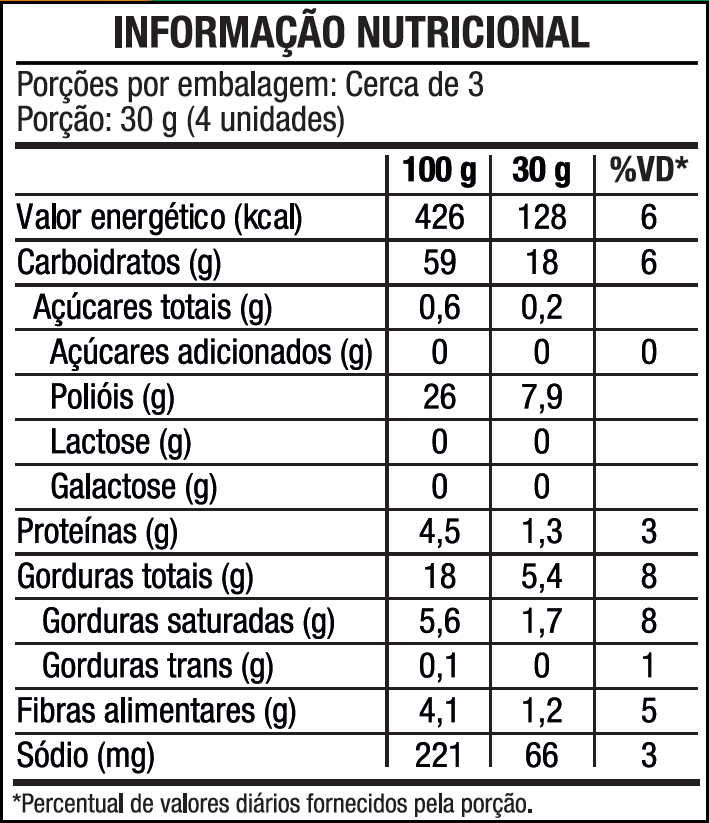 INFORMAÇÃO NUTRICIONAL
Porções por embalagem: Cerca de 3
Porção: 30 g (4 unidades)
100 g 30 g %VD*
Valor energético (kcal) 426 128 6
Carboidratos (g) 59 18 6
Açúcares totais (g) 0,6 0,2
Açúcares adicionados (g) 0 0 0
Polióis (g) 26 7,9
Lactose (g) 0 0
Galactose (g) 0 0
Proteínas (g) 4,5 1,3 3
Gorduras totais (g) 18 5,4 8
Gorduras saturadas (g) 5,6 1,7 8
Gorduras trans (g) 0,1 0 1
Fibras alimentares (g) 4,1 1,2 5
Sódio (mg) 221 66 3
*Percentual de valores diários fornecidos pela porção.